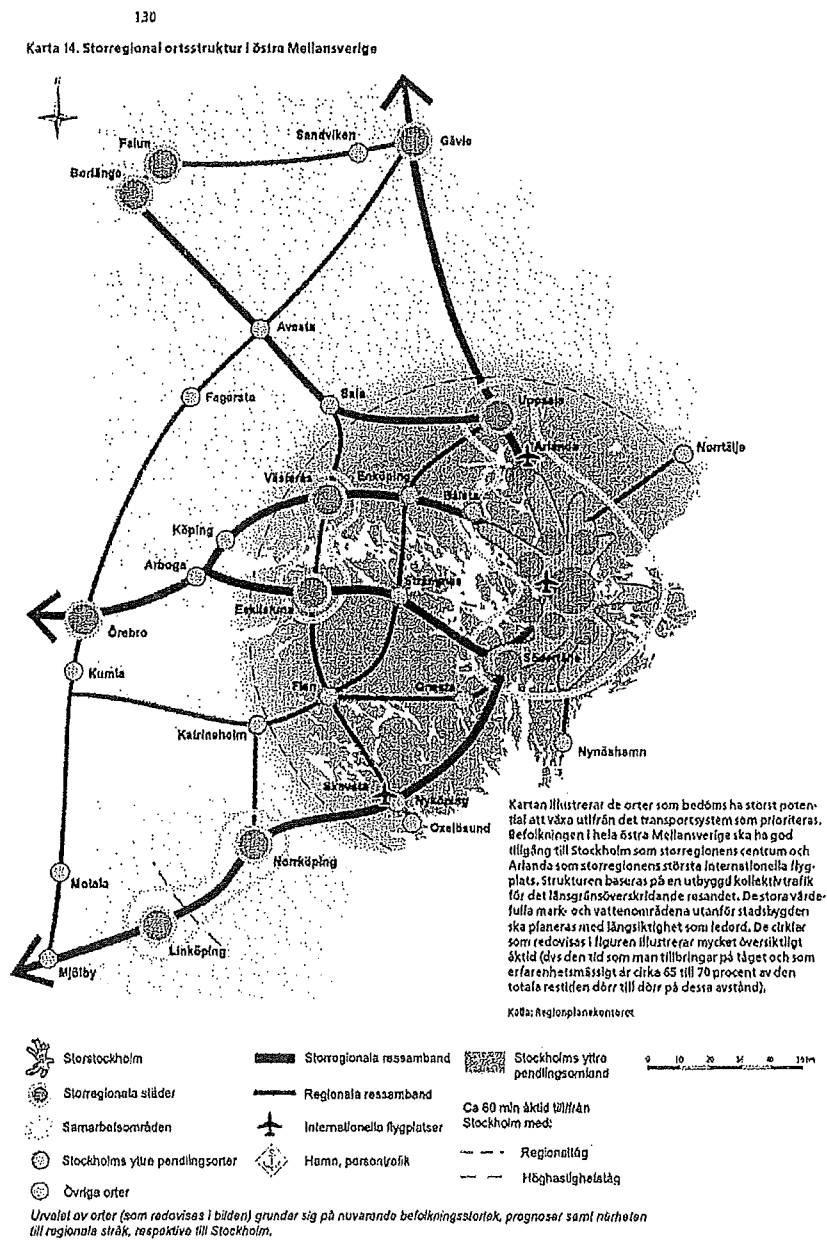 130
Karta 14. Storregional ortsstruktur i östra Mellansverige
N
Falun
Sandviken
Gävle
Borlänge
Avesta
Fagersta
Sala
Uppsala
Arlanda
Norrtälje
Västerås
Enköping
Bålsta
Köping
Arboga
Strängnäs
Eskilstuna
Örebro
Södertälje
Kumla
Flen
Gnesta
Katrineholm
Nynäshamn
Skavsta
Nyköping
Oxelösund
Norrköping
Motala
Linköping
Mjölby
Kartan illustrerar de orter som bedöms ha störst poten-
tial att växa utifrån det transportsystem som prioriteras.
Befolkningen i hela östra Mellansverige ska ha god
tillgång till Stockholm som storregionens centrum och
Arlanda som storregionens största internationella flyg-
plats. Strukturen baseras på en utbyggd kollektivtrafik
för det länsgränsöverskridande resandet. De stora värde-
fulla mark- och vattenområdena utanför stadsbygden
ska planeras med långsiktighet som ledord. De cirklar
som redovisas i figuren illustrerar mycket översiktligt
åktid (dvs den tid som man tillbringar på tåget och som
erfarenhetsmässigt är cirka 65 till 70 procent av den
totala restiden dörr till dörr på dessa avstånd).
Källa: Regionplanekontoret
Storstockholm
Storregionala städer
Samarbetsområden
Stockholms yttre pendlingsorter
Övriga orter
Storregionala ressamband
Regionala ressamband
Internationella flygplatser
Hamn, persontrafik
Stockholms yttre
pendlingsomland
Ca 60 min åktid tillifrån
Stockholm med:
Regionaltåg
Höghastighetståg
0 10 20 30 40 50 km
Urvalet av orter (som redovisas i bilden) grundar sig på nuvarande befolkningsstorlek, prognoser samt närheten
till regionala stråk, respektive till Stockholm.